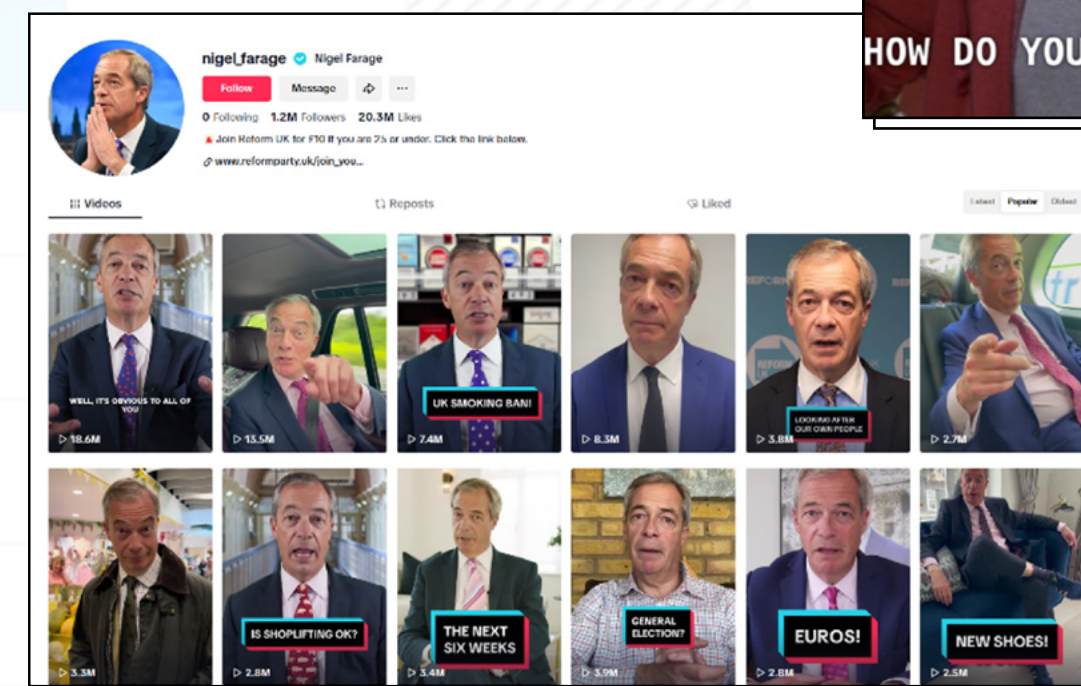 HOW DO YOU
nigel_farage Nigel Farage
Follow Message ...
0 Following 1.2M Followers 20.3M Likes
Join Reform UK for £10 if you are 25 or under. Click the link below.
www.reformparty.uk/join_you...
Videos Reposts Liked Latest Popular Oldest
WELL, IT'S OBVIOUS TO ALL OF
YOU
18.6M
13.5M
UK SMOKING BAN!
7.4M
8.3M
REFORM
UK
LOOKING AFTER
OUR OWN PEOPLE
3.8M
tr
2.7M
3.3M
IS SHOPLIFTING OK?
2.8M
THE NEXT
SIX WEEKS
3.4M
GENERAL
ELECTION?
3.9M
EUROS!
2.8M
NEW SHOES!
2.5M